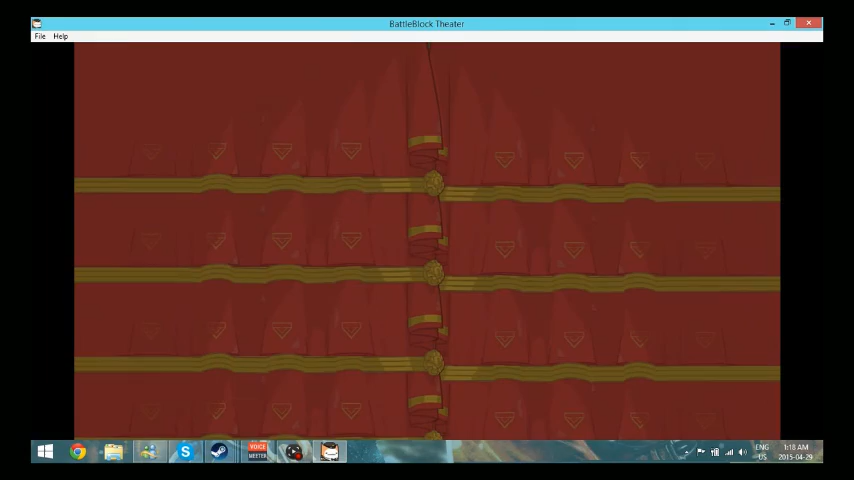 BattleBlock Theater
File Help
VOICE
MEETER
ENG
US
1:18 AM
2015-04-29